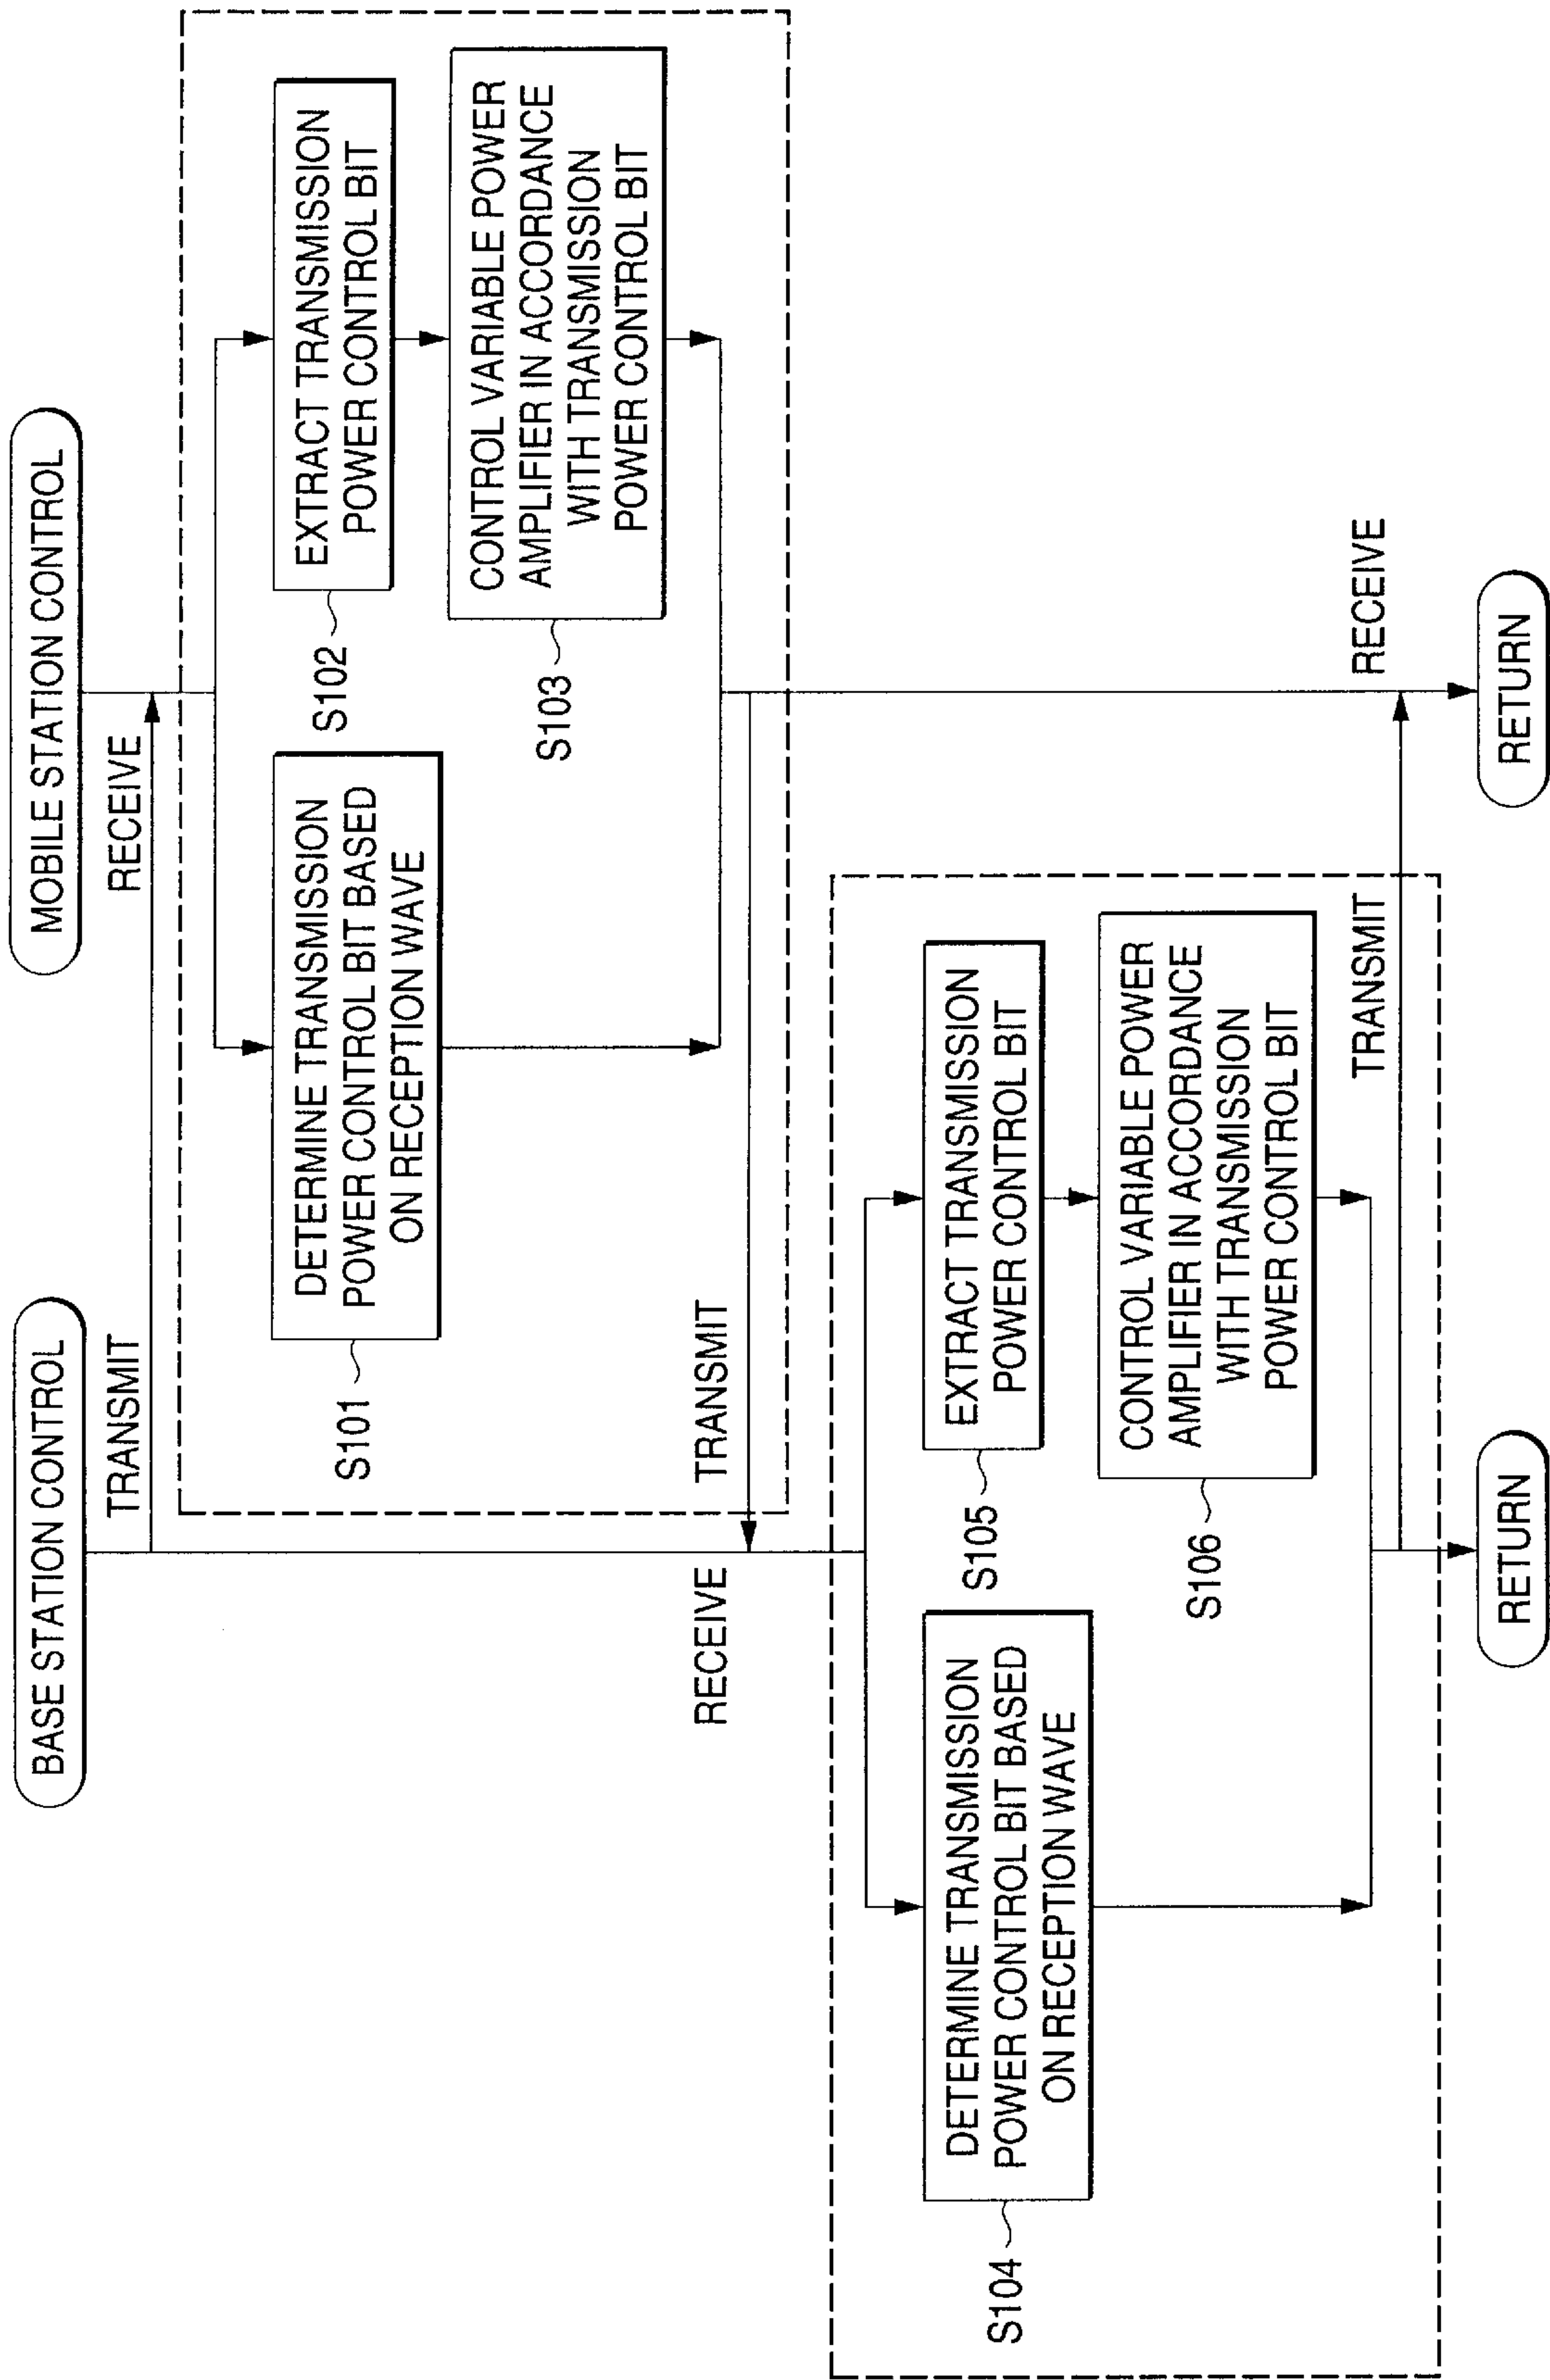 BASE STATION CONTROL
MOBILE STATION CONTROL
TRANSMIT
RECEIVE
S101
DETERMINE TRANSMISSION
POWER CONTROL BIT BASED
ON RECEPTION WAVE
S102
EXTRACT TRANSMISSION
POWER CONTROL BIT
S103
CONTROL VARIABLE POWER
AMPLIFIER IN ACCORDANCE
WITH TRANSMISSION
POWER CONTROL BIT
RECEIVE
TRANSMIT
S104
DETERMINE TRANSMISSION
POWER CONTROL BIT BASED
ON RECEPTION WAVE
S105
EXTRACT TRANSMISSION
POWER CONTROL BIT
S106
CONTROL VARIABLE POWER
AMPLIFIER IN ACCORDANCE
WITH TRANSMISSION
POWER CONTROL BIT
TRANSMIT
RECEIVE
RETURN
RETURN